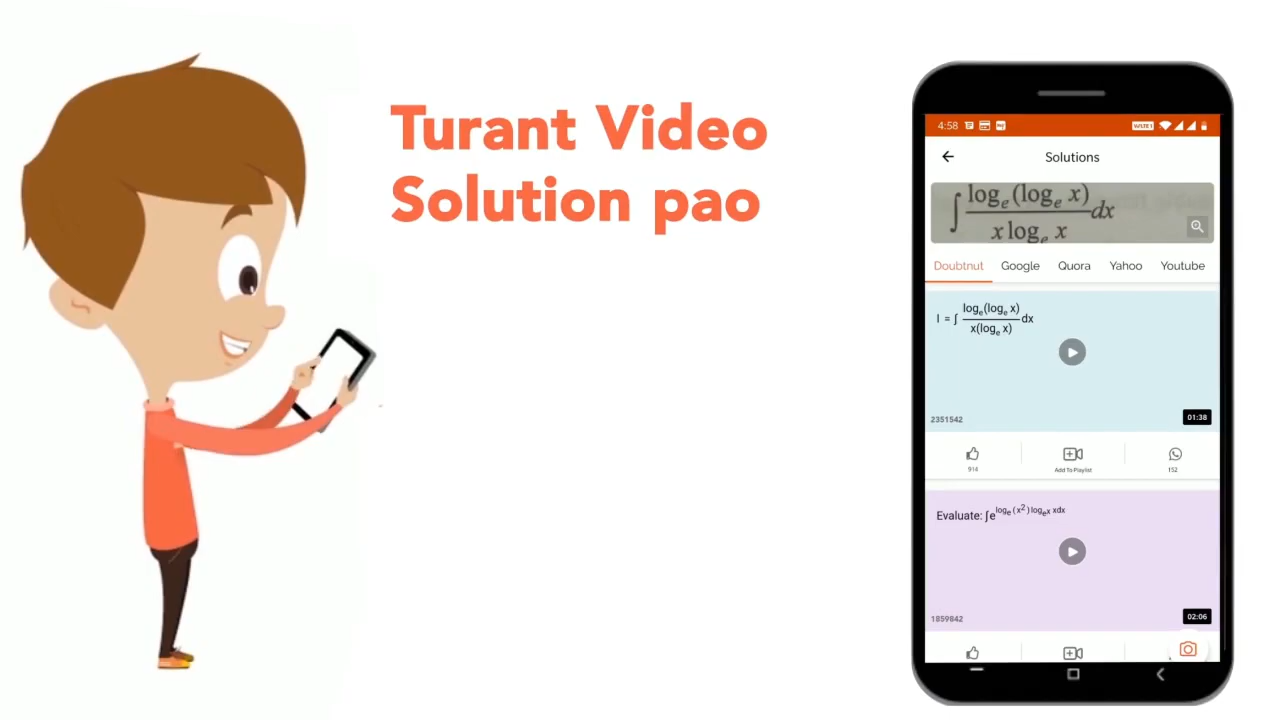 Turant Video
Solution pao
4:58
VoLTE1
Solutions
∫ logₑ(logₑ x) / x logₑ x dx
Doubtnut Google Quora Yahoo Youtube
I = ∫ logₑ(logₑ x) / x(logₑ x) dx
2351542 01:38
914 Add To Playlist 152
Evaluate: ∫e^logₑ(x²)logₑx xdx
1859842 02:06